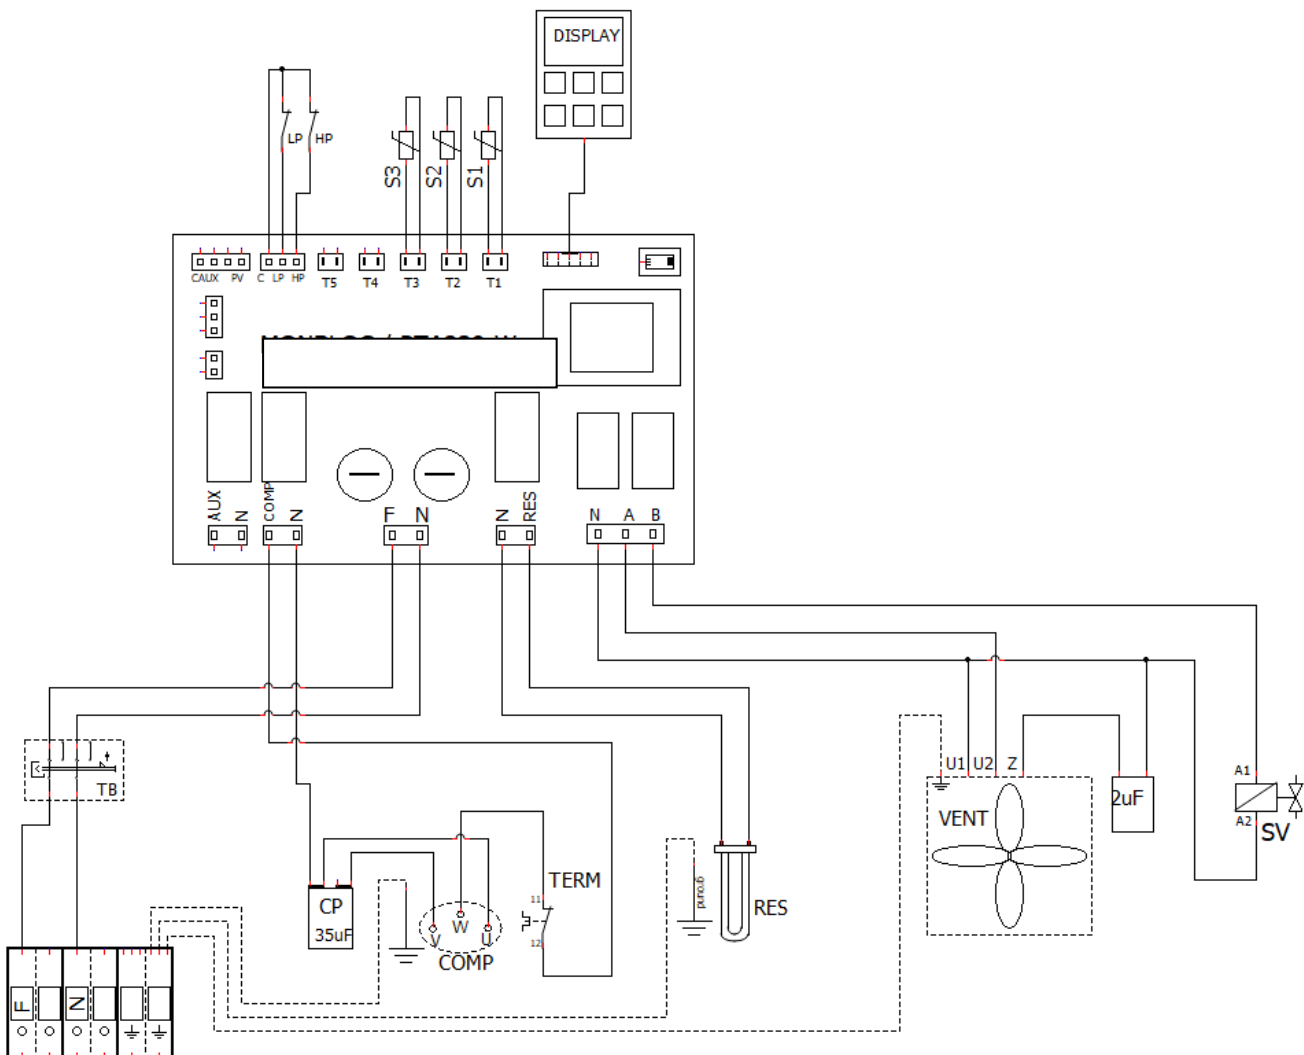 DISPLAY
LP HP
S3 S2 S1
CAUX PV C LP HP T5 T4 T3 T2 T1
AUX N COMP N F N N RES N A B
TB
U1 U2 Z
VENT
2uF
A1
A2
SV
CP
35uF
V W U
COMP
TERM
11
12
ground
RES
F N